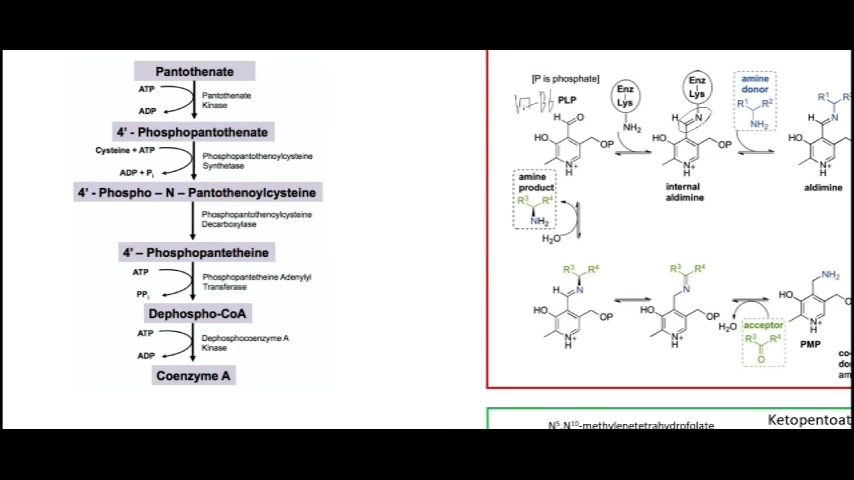 Pantothenate
ATP
Pantothenate
Kinase
ADP
4' - Phosphopantothenate
Cysteine + ATP
Phosphopantothenoylcysteine
Synthetase
ADP + Pi
4' - Phospho – N – Pantothenoylcysteine
Phosphopantothenoylcysteine
Decarboxylase
4' – Phosphopantetheine
ATP
Phosphopantetheine Adenylyl
Transferase
PPi
Dephospho-CoA
ATP
Dephosphocoenzyme A
Kinase
ADP
Coenzyme A
[P is phosphate]
PLP
O
HO
OP
N+
H
Enz
Lys
NH2
Enz
Lys
H
N
HO
OP
N+
H
internal
aldimine
amine
donor
R1 R2
NH2
R1 R
H
N
HO
N+
H
aldimine
amine
product
R3 R4
NH2
H2O
R3 R4
H
N
HO
OP
N+
H
R3 R4
N
HO
OP
N+
H
H2O
acceptor
R3 R4
O
NH2
HO
N+
H
PMP
co-
do
am
N5,N10-methylenetetrahydrofolate
Ketopentoat